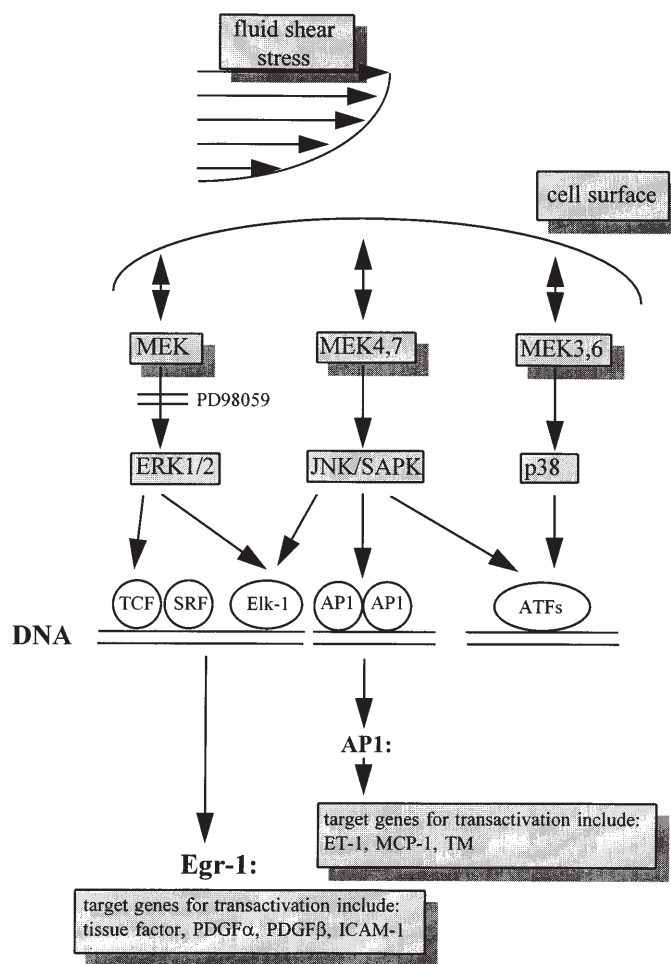 fluid shear
stress
cell surface
MEK
MEK4,7
MEK3,6
PD98059
ERK1/2
JNK/SAPK
p38
TCF
SRF
Elk-1
AP1
AP1
ATFs
DNA
AP1:
target genes for transactivation include:
ET-1, MCP-1, TM
Egr-1:
target genes for transactivation include:
tissue factor, PDGFα, PDGFβ, ICAM-1